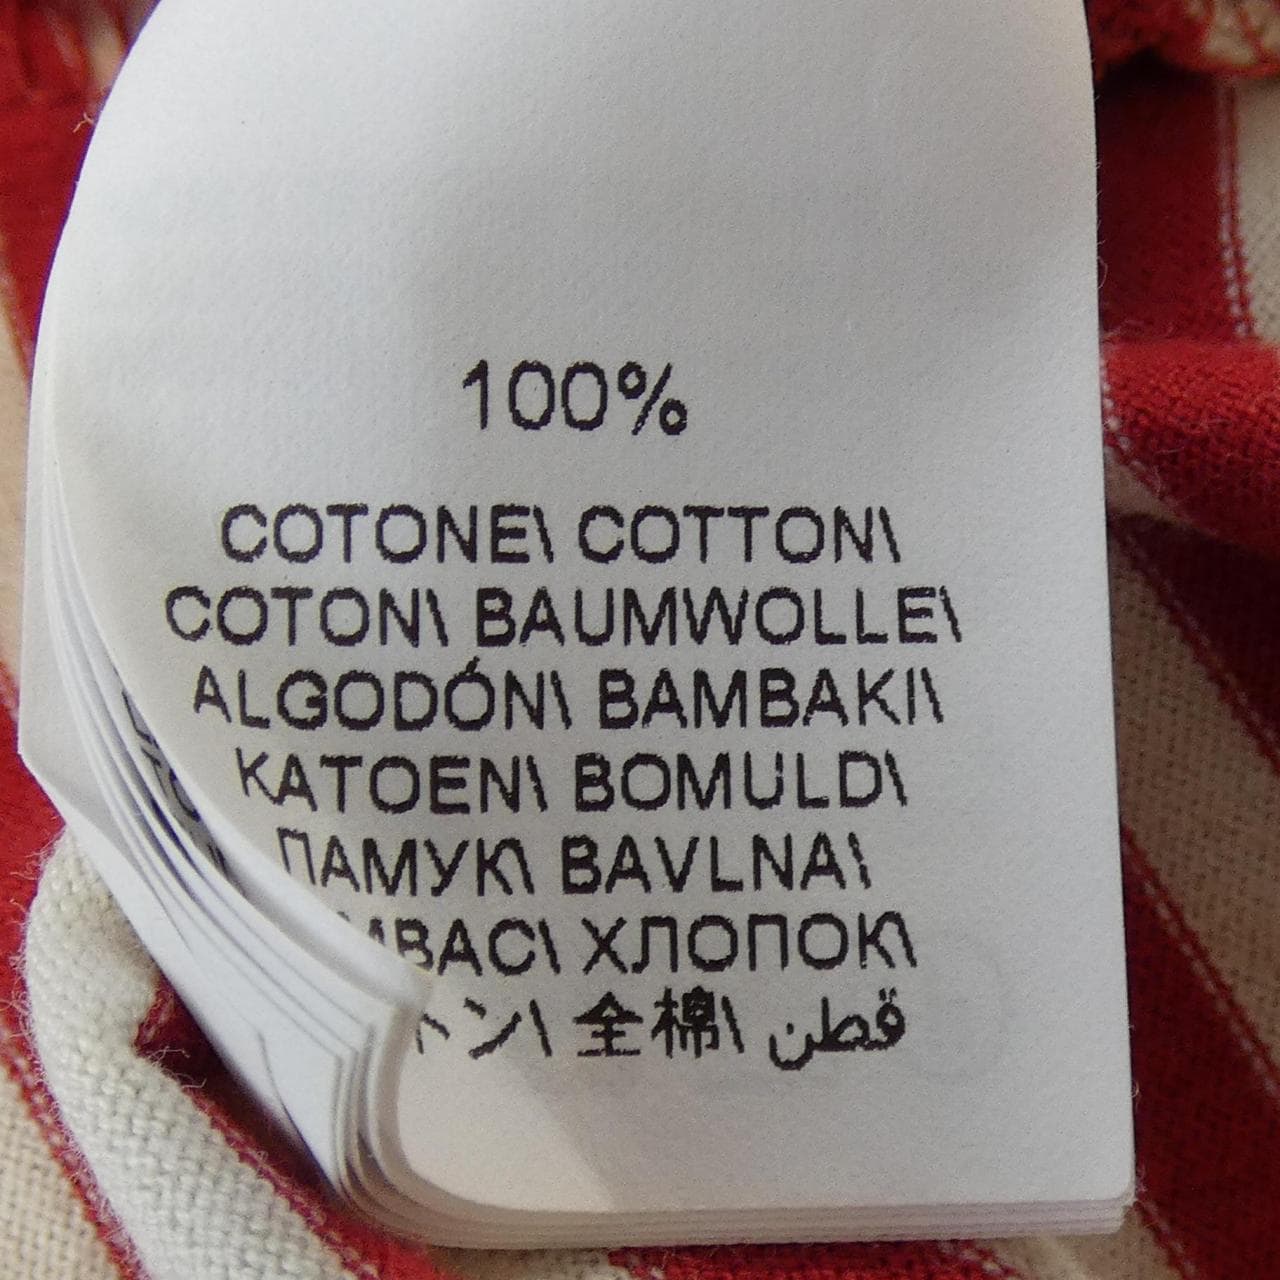 100%
COTONE\ COTTON\
COTON\ BAUMWOLLE\
ALGODÓN\ BAMBAKI\
KATOEN\ BOMULD\
ПАМУК\ BAVLNA\
ХЛОПОК\
全棉\ قطن